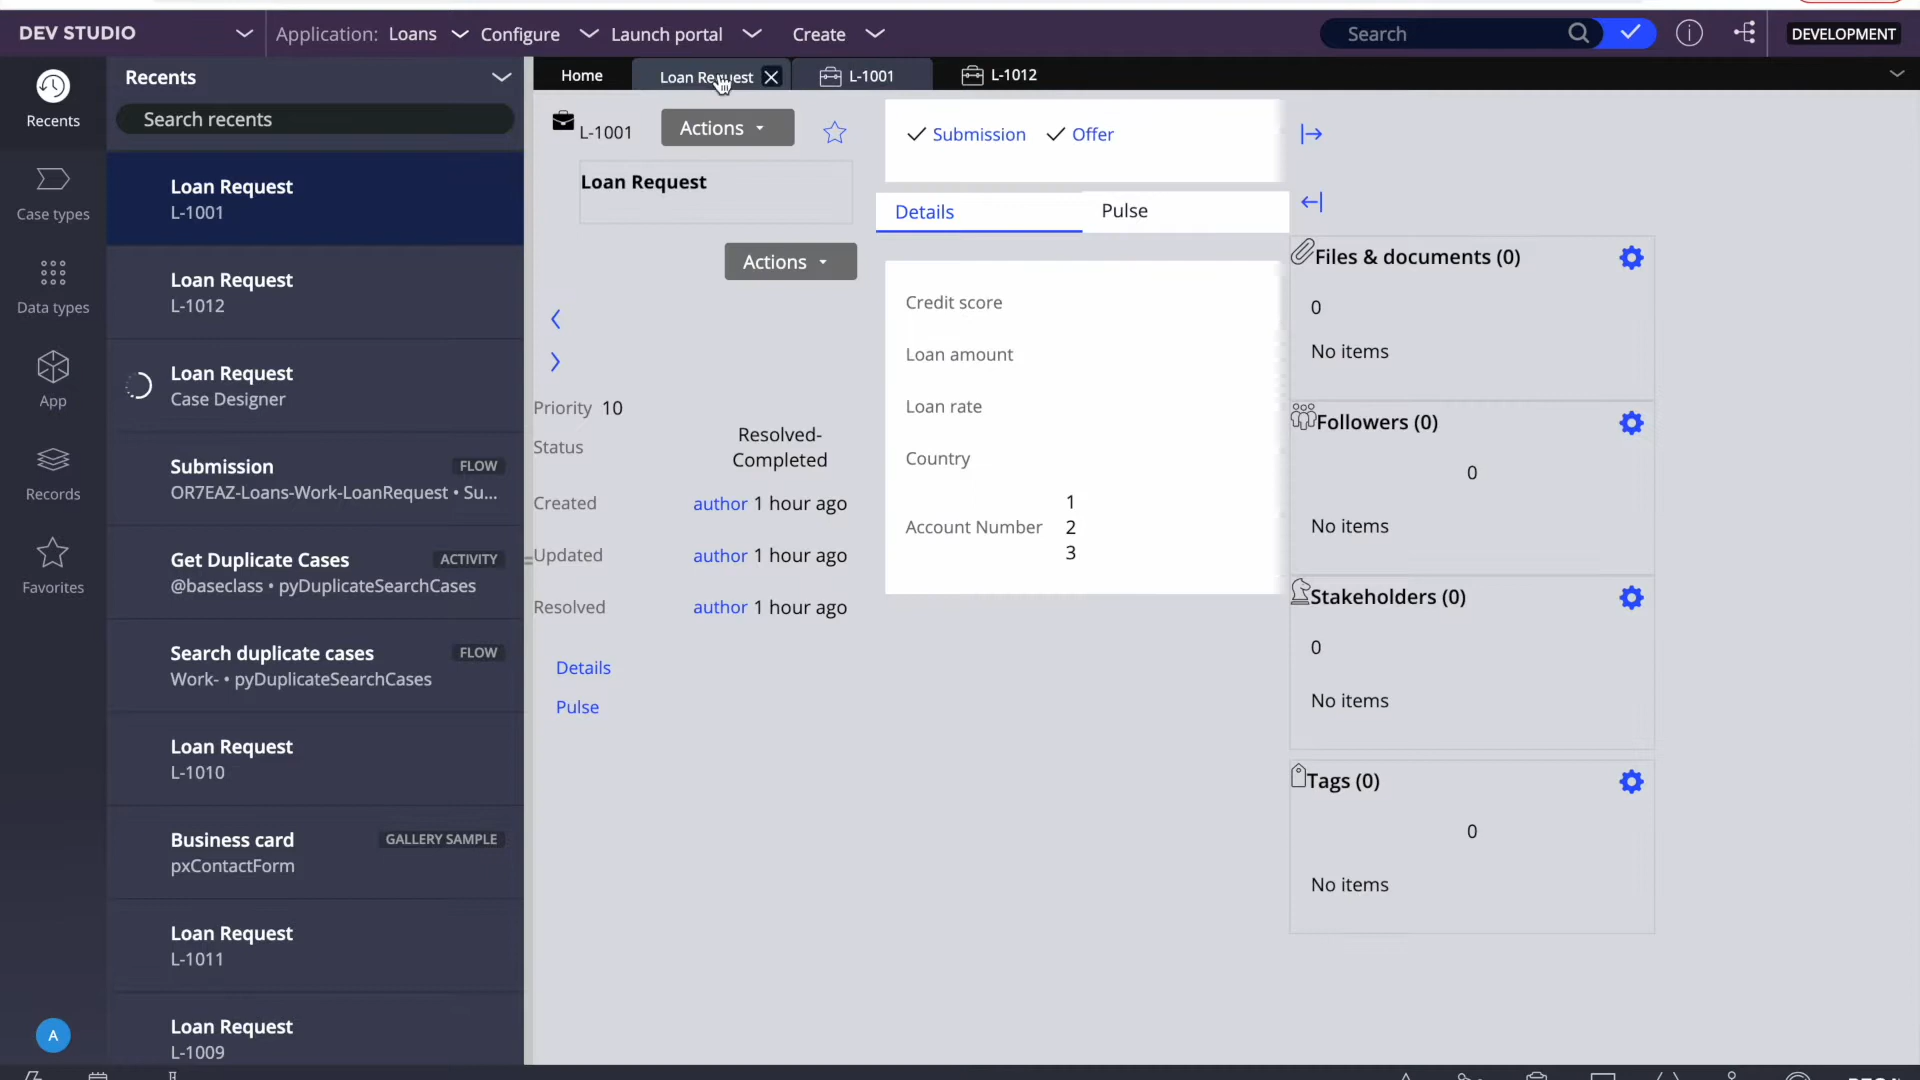 DEV STUDIO
Application: Loans
Configure
Launch portal
Create
Search
DEVELOPMENT
Recents
Case types
Data types
App
Records
Favorites
A
Recents
Search recents
Loan Request
L-1001
Loan Request
L-1012
Loan Request
Case Designer
Submission FLOW
OR7EAZ-Loans-Work-LoanRequest • Su...
Get Duplicate Cases ACTIVITY
@baseclass • pyDuplicateSearchCases
Search duplicate cases FLOW
Work- • pyDuplicateSearchCases
Loan Request
L-1010
Business card GALLERY SAMPLE
pxContactForm
Loan Request
L-1011
Loan Request
L-1009
Home
Loan Request
L-1001
L-1012
L-1001
Actions
Loan Request
Actions
Priority 10
Status Resolved-
Completed
Created author 1 hour ago
Updated author 1 hour ago
Resolved author 1 hour ago
Details
Pulse
Submission
Offer
Details
Pulse
Credit score
Loan amount
Loan rate
Country
Account Number
1
2
3
Files & documents (0)
0
No items
Followers (0)
0
No items
Stakeholders (0)
0
No items
Tags (0)
0
No items